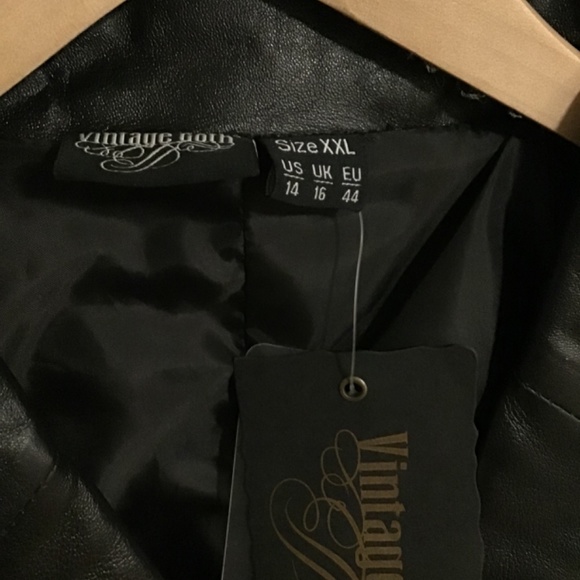 Vintage Goth
Size XXL
US UK EU
14 16 44
Vintage